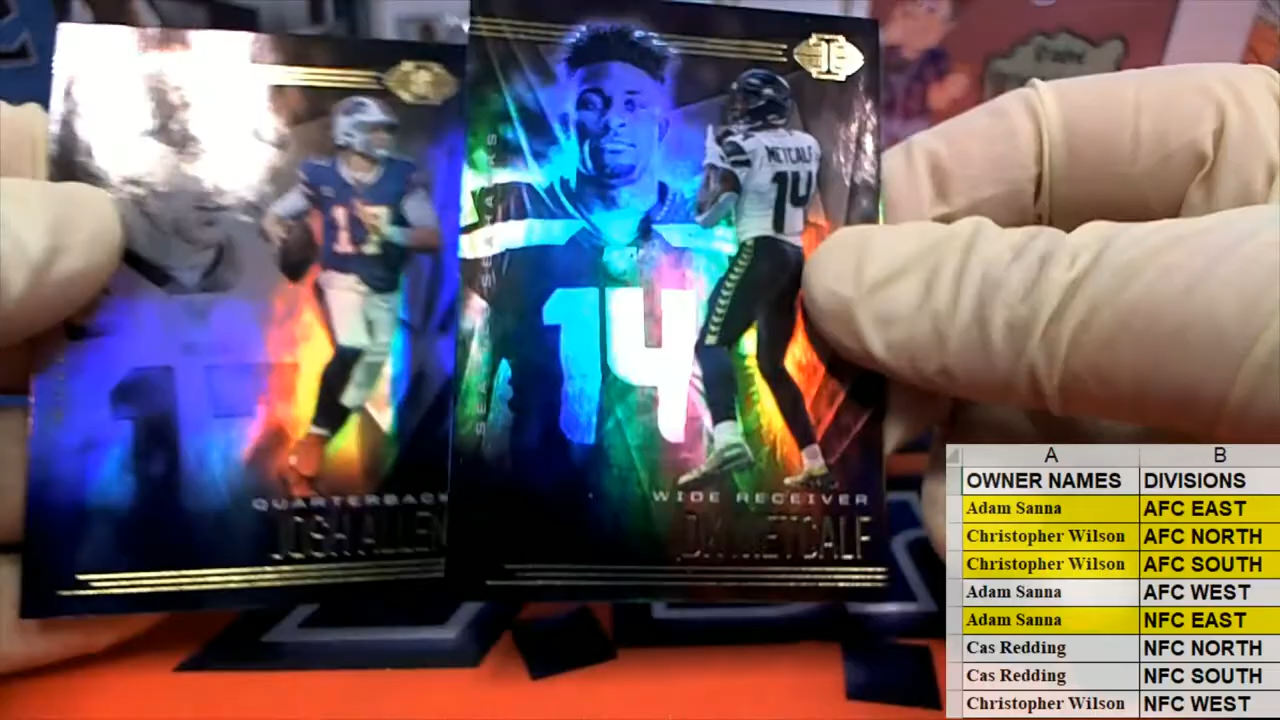 17
QUARTERBACK
JOSH ALLEN
SEAHAWKS
METCALF
14
14
WIDE RECEIVER
DK METCALF
A B
OWNER NAMES DIVISIONS
Adam Sanna AFC EAST
Christopher Wilson AFC NORTH
Christopher Wilson AFC SOUTH
Adam Sanna AFC WEST
Adam Sanna NFC EAST
Cas Redding NFC NORTH
Cas Redding NFC SOUTH
Christopher Wilson NFC WEST